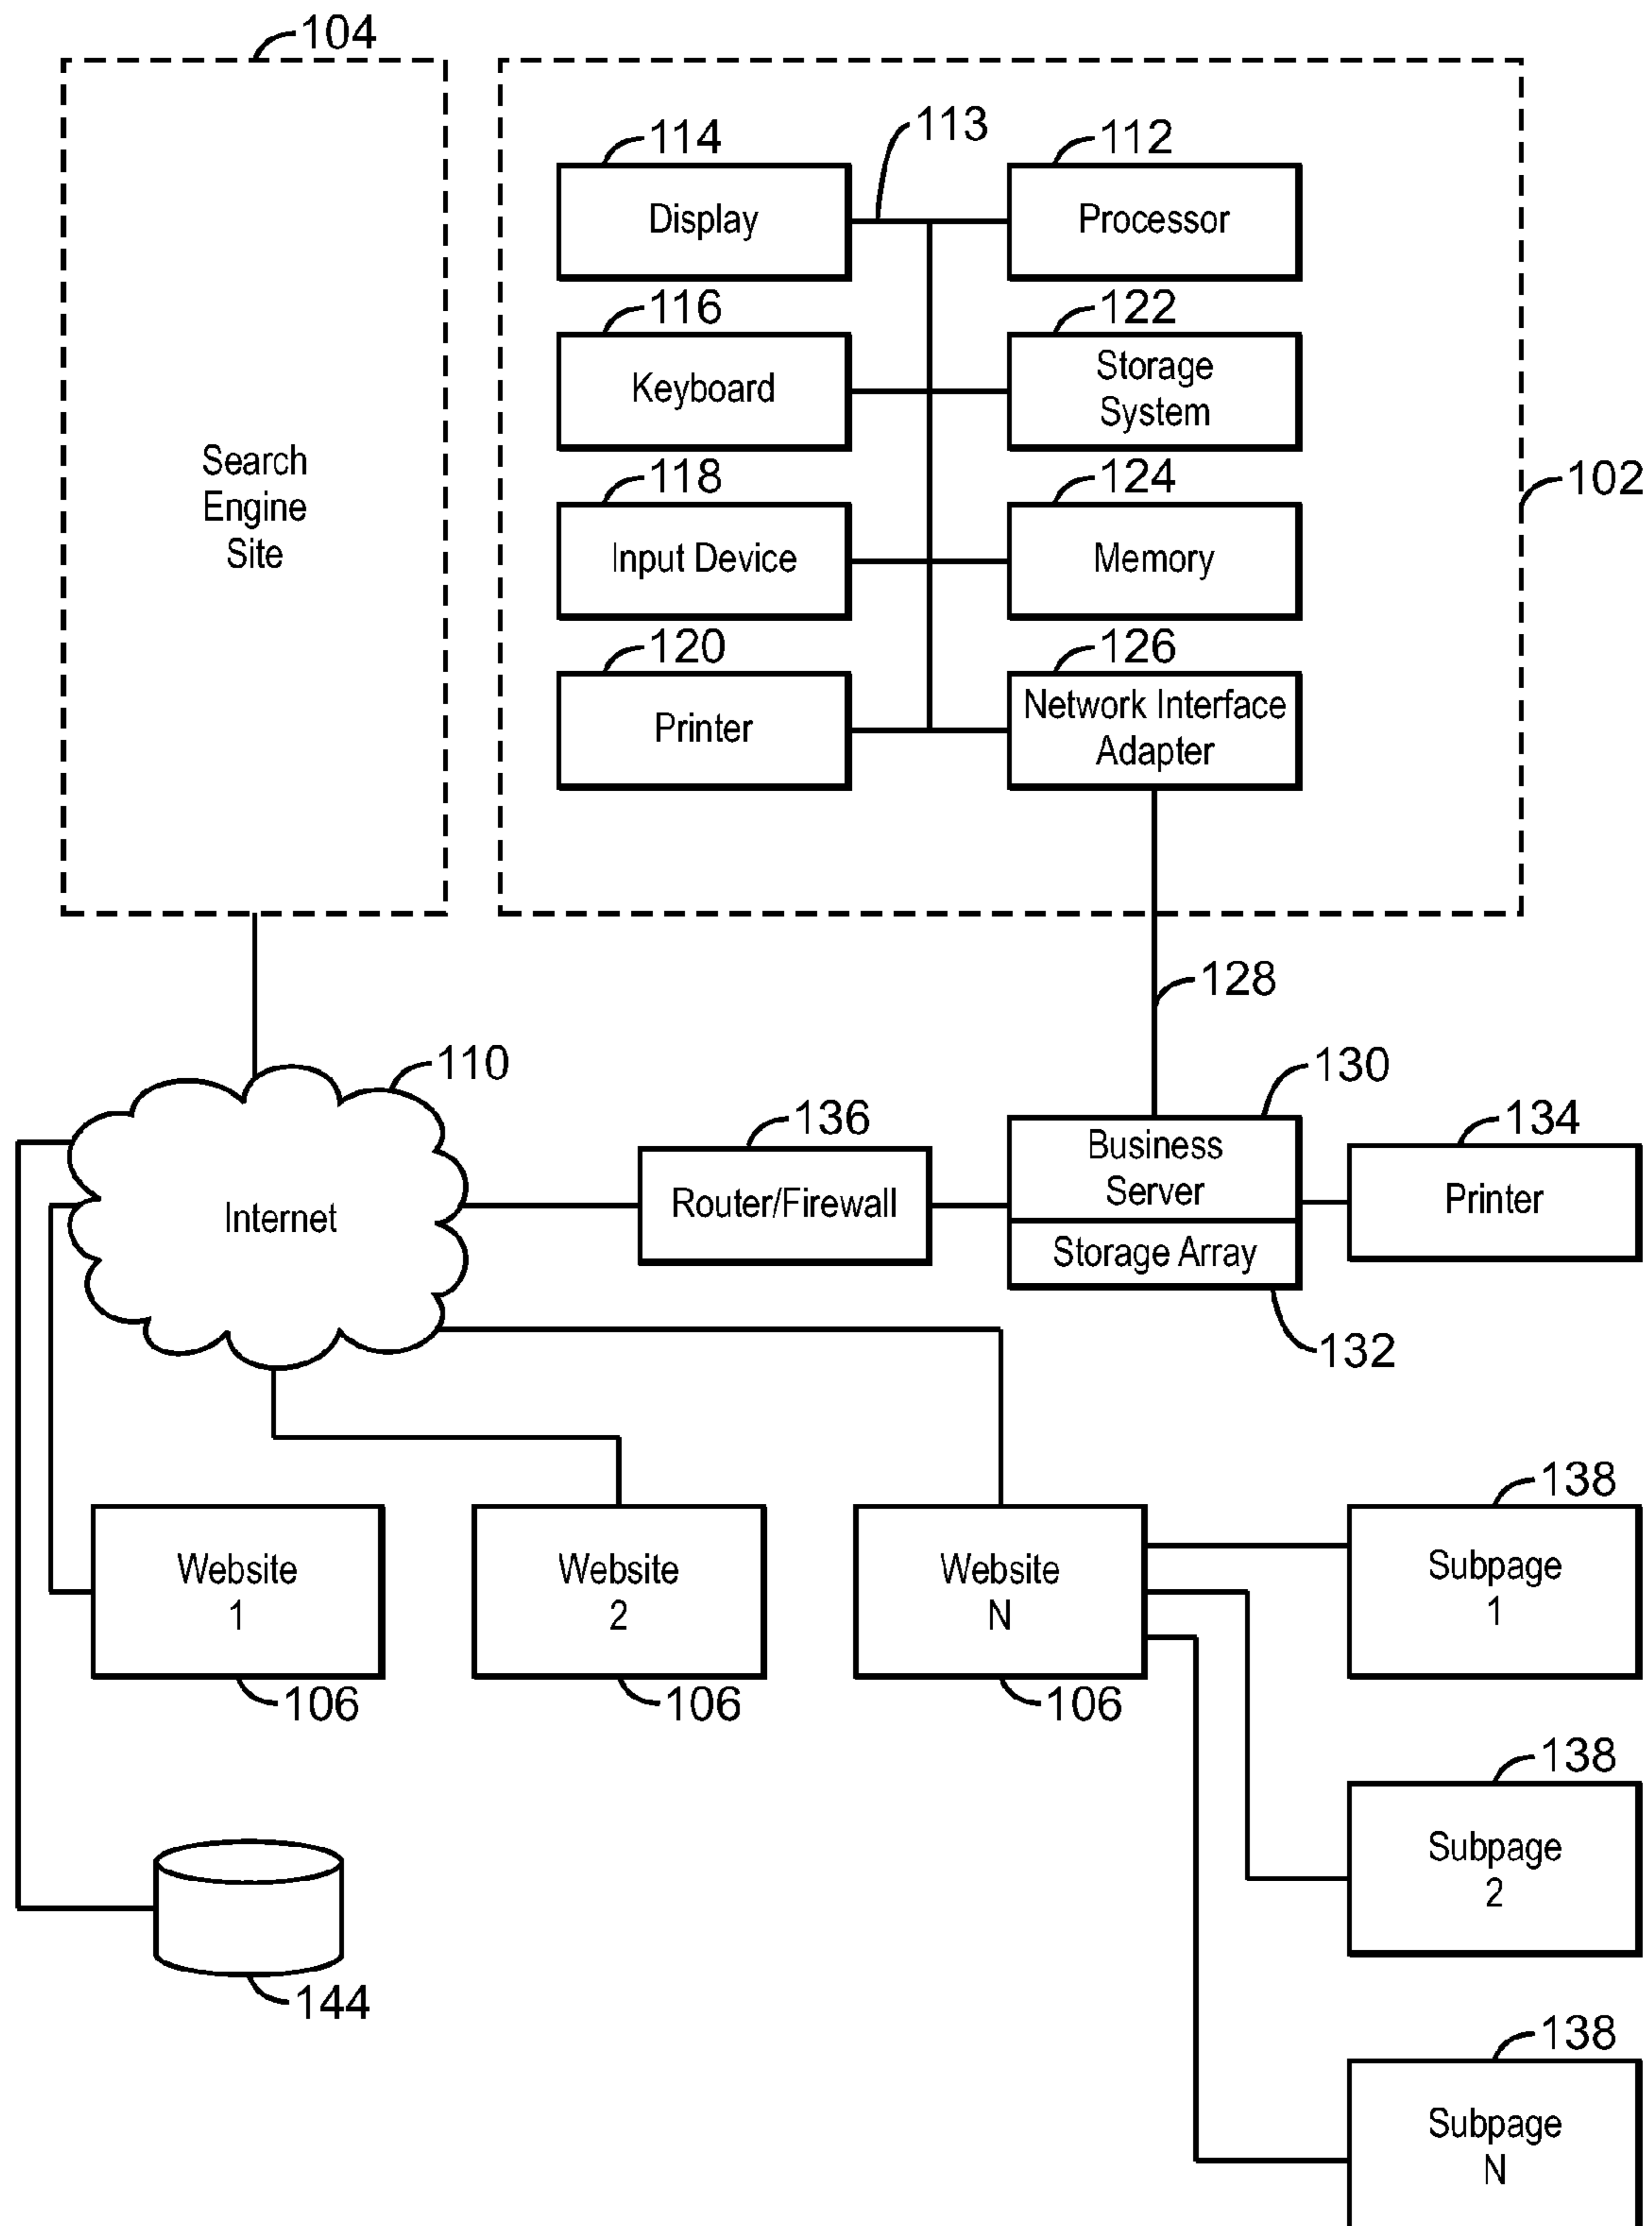 104
114
113
112
Display
Processor
116
122
Keyboard
Storage
System
Search
Engine
Site
102
118
124
Input Device
Memory
120
126
Printer
Network Interface
Adapter
128
110
130
136
134
Internet
Router/Firewall
Business
Server
Storage Array
Printer
132
138
Website
1
Website
2
Website
N
Subpage
1
106
106
106
138
Subpage
2
144
138
Subpage
N